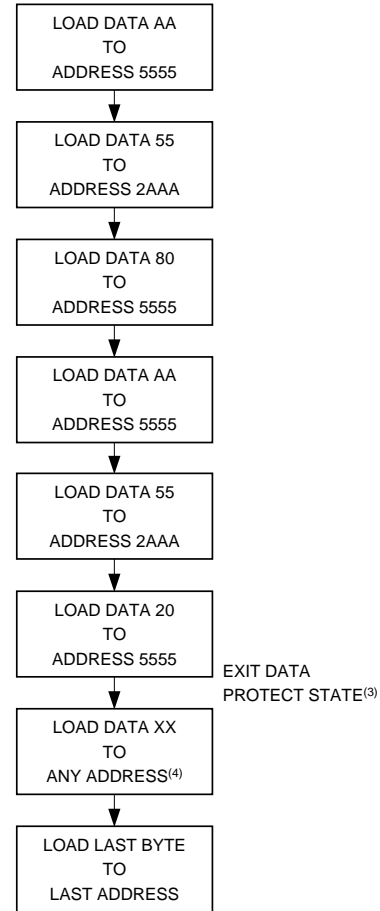 LOAD DATA AA
TO
ADDRESS 5555
LOAD DATA 55
TO
ADDRESS 2AAA
LOAD DATA 80
TO
ADDRESS 5555
LOAD DATA AA
TO
ADDRESS 5555
LOAD DATA 55
TO
ADDRESS 2AAA
LOAD DATA 20
TO
ADDRESS 5555
EXIT DATA
PROTECT STATE(3)
LOAD DATA XX
TO
ANY ADDRESS(4)
LOAD LAST BYTE
TO
LAST ADDRESS